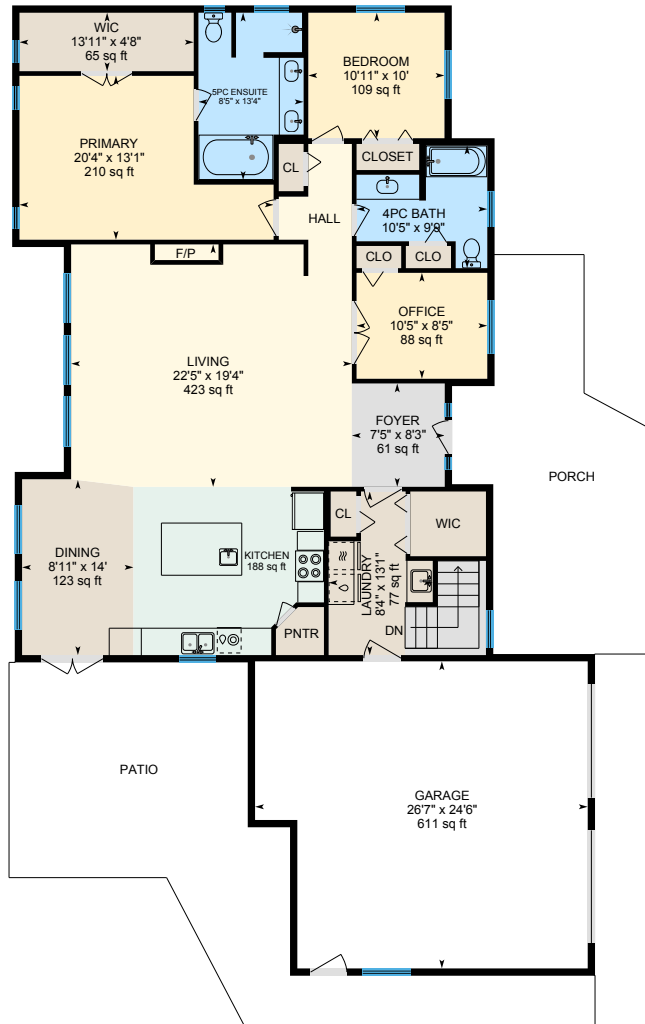 WIC
13'11" x 4'8"
65 sq ft
BEDROOM
10'11" x 10'
109 sq ft
5PC ENSUITE
8'5" x 13'4"
PRIMARY
20'4" x 13'1"
210 sq ft
CL
CLOSET
HALL
4PC BATH
10'5" x 9'9"
F/P
CLO
CLO
OFFICE
10'5" x 8'5"
88 sq ft
LIVING
22'5" x 19'4"
423 sq ft
FOYER
7'5" x 8'3"
61 sq ft
PORCH
CL
WIC
DINING
8'11" x 14'
123 sq ft
KITCHEN
188 sq ft
LAUNDRY
8'4" x 13'1"
77 sq ft
PNTR
DN
PATIO
GARAGE
26'7" x 24'6"
611 sq ft